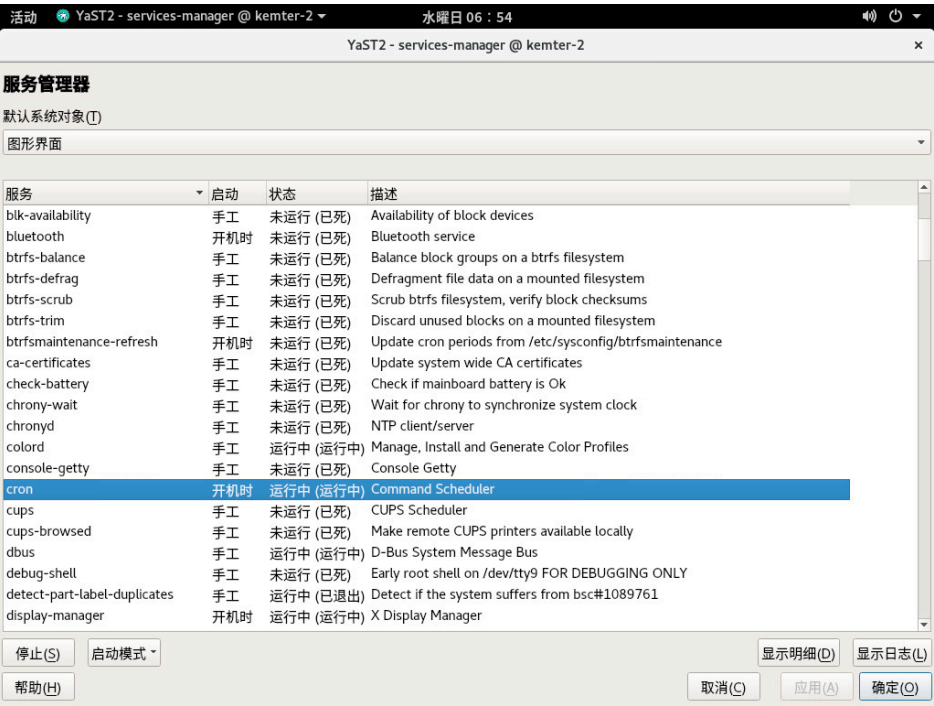 活动 YaST2 - services-manager @ kemter-2 水曜日 06：54
YaST2 - services-manager @ kemter-2 ×
服务管理器
默认系统对象(T)
图形界面
服务 启动 状态 描述
blk-availability 手工 未运行 (已死) Availability of block devices
bluetooth 开机时 未运行 (已死) Bluetooth service
btrfs-balance 手工 未运行 (已死) Balance block groups on a btrfs filesystem
btrfs-defrag 手工 未运行 (已死) Defragment file data on a mounted filesystem
btrfs-scrub 手工 未运行 (已死) Scrub btrfs filesystem, verify block checksums
btrfs-trim 手工 未运行 (已死) Discard unused blocks on a mounted filesystem
btrfsmaintenance-refresh 开机时 未运行 (已死) Update cron periods from /etc/sysconfig/btrfsmaintenance
ca-certificates 手工 未运行 (已死) Update system wide CA certificates
check-battery 手工 未运行 (已死) Check if mainboard battery is Ok
chrony-wait 手工 未运行 (已死) Wait for chrony to synchronize system clock
chronyd 手工 未运行 (已死) NTP client/server
colord 手工 运行中 (运行中) Manage, Install and Generate Color Profiles
console-getty 手工 未运行 (已死) Console Getty
cron 开机时 运行中 (运行中) Command Scheduler
cups 手工 未运行 (已死) CUPS Scheduler
cups-browsed 手工 未运行 (已死) Make remote CUPS printers available locally
dbus 手工 运行中 (运行中) D-Bus System Message Bus
debug-shell 手工 未运行 (已死) Early root shell on /dev/tty9 FOR DEBUGGING ONLY
detect-part-label-duplicates 手工 运行中 (已退出) Detect if the system suffers from bsc#1089761
display-manager 开机时 运行中 (运行中) X Display Manager
停止(S) 启动模式 显示明细(D) 显示日志(L)
帮助(H) 取消(C) 应用(A) 确定(O)